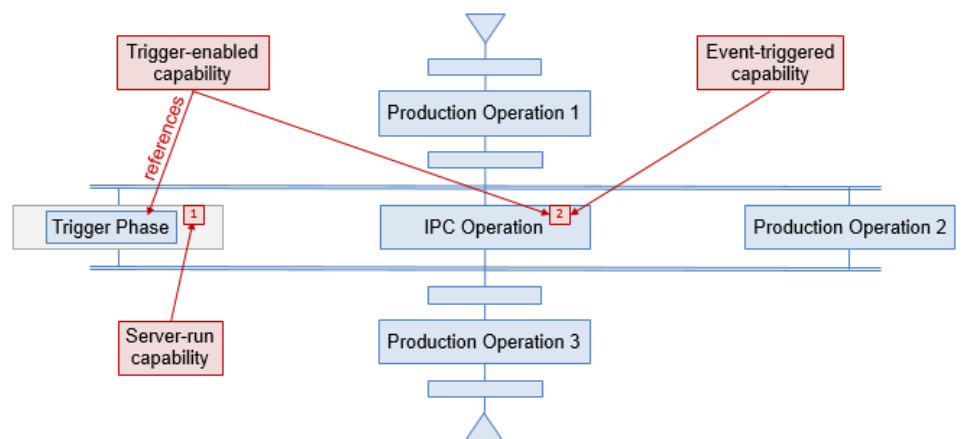 Trigger-enabled
capability
Event-triggered
capability
Production Operation 1
references
Trigger Phase
1
IPC Operation
2
Production Operation 2
Server-run
capability
Production Operation 3